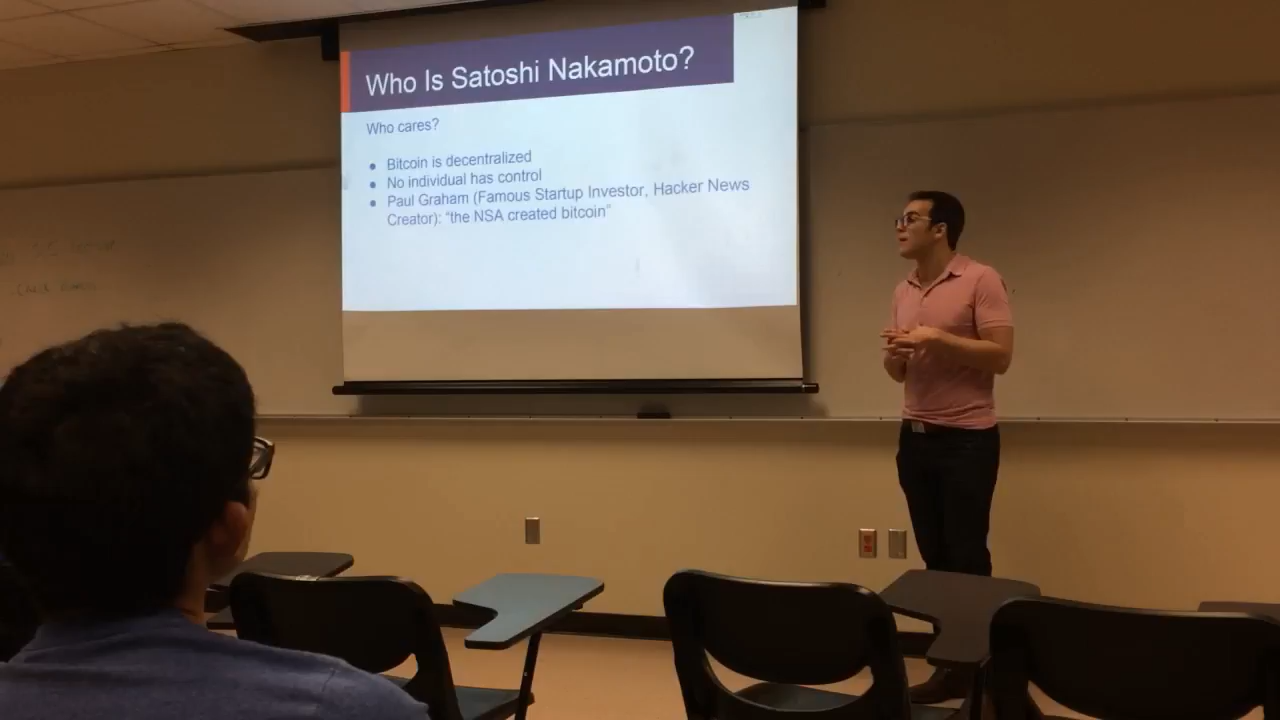 Who Is Satoshi Nakamoto?
Who cares?
● Bitcoin is decentralized
● No individual has control
● Paul Graham (Famous Startup Investor, Hacker News
Creator): “the NSA created bitcoin”